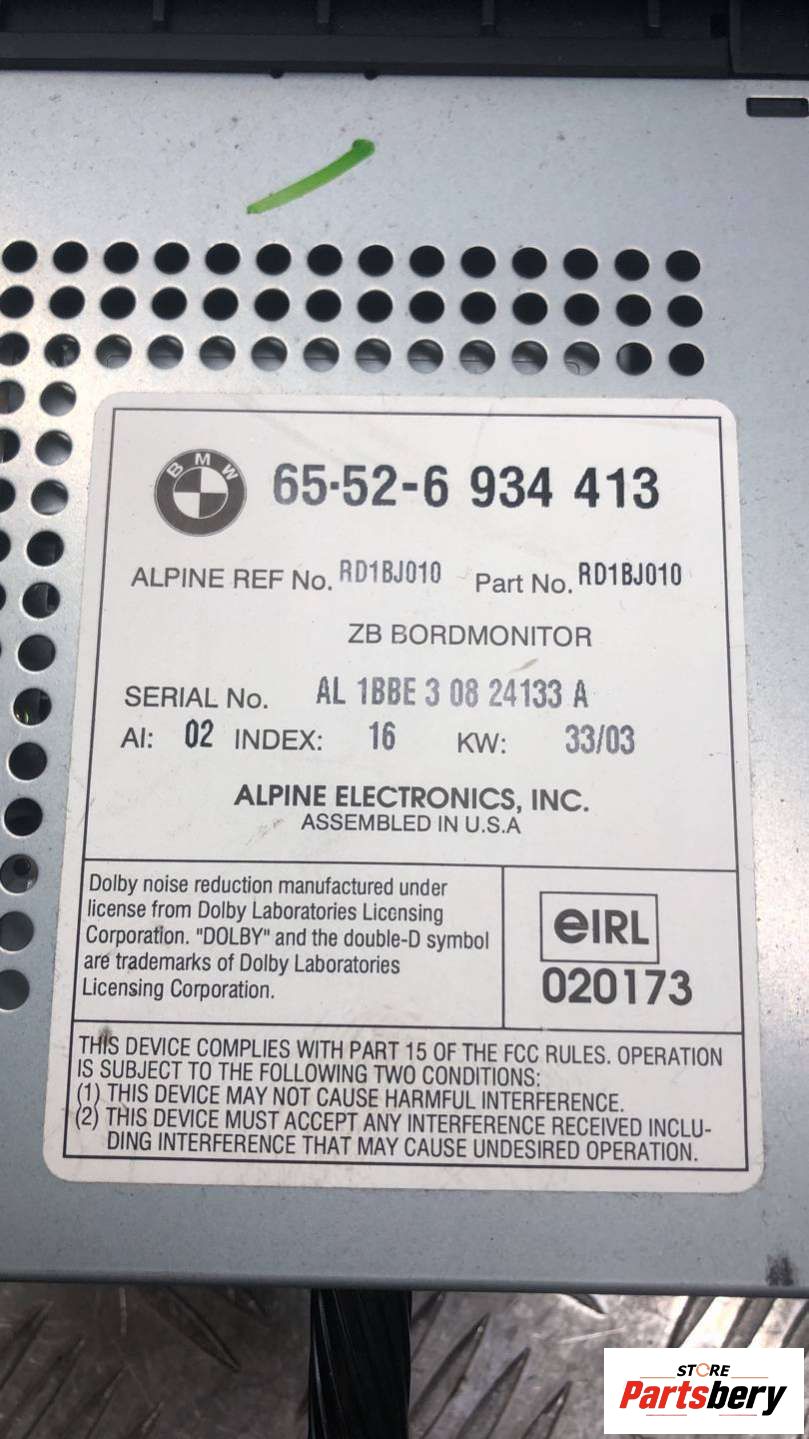 BMW 65-52-6 934 413
ALPINE REF No. RD1BJ010 Part No. RD1BJ010
ZB BORDMONITOR
SERIAL No. AL 1BBE 3 08 24133 A
AI: 02 INDEX: 16 KW: 33/03
ALPINE ELECTRONICS, INC.
ASSEMBLED IN U.S.A
Dolby noise reduction manufactured under
license from Dolby Laboratories Licensing
Corporation. "DOLBY" and the double-D symbol
are trademarks of Dolby Laboratories
Licensing Corporation.
eIRL
020173
THIS DEVICE COMPLIES WITH PART 15 OF THE FCC RULES. OPERATION
IS SUBJECT TO THE FOLLOWING TWO CONDITIONS:
(1) THIS DEVICE MAY NOT CAUSE HARMFUL INTERFERENCE.
(2) THIS DEVICE MUST ACCEPT ANY INTERFERENCE RECEIVED INCLU-
DING INTERFERENCE THAT MAY CAUSE UNDESIRED OPERATION.
STORE
Partsbery